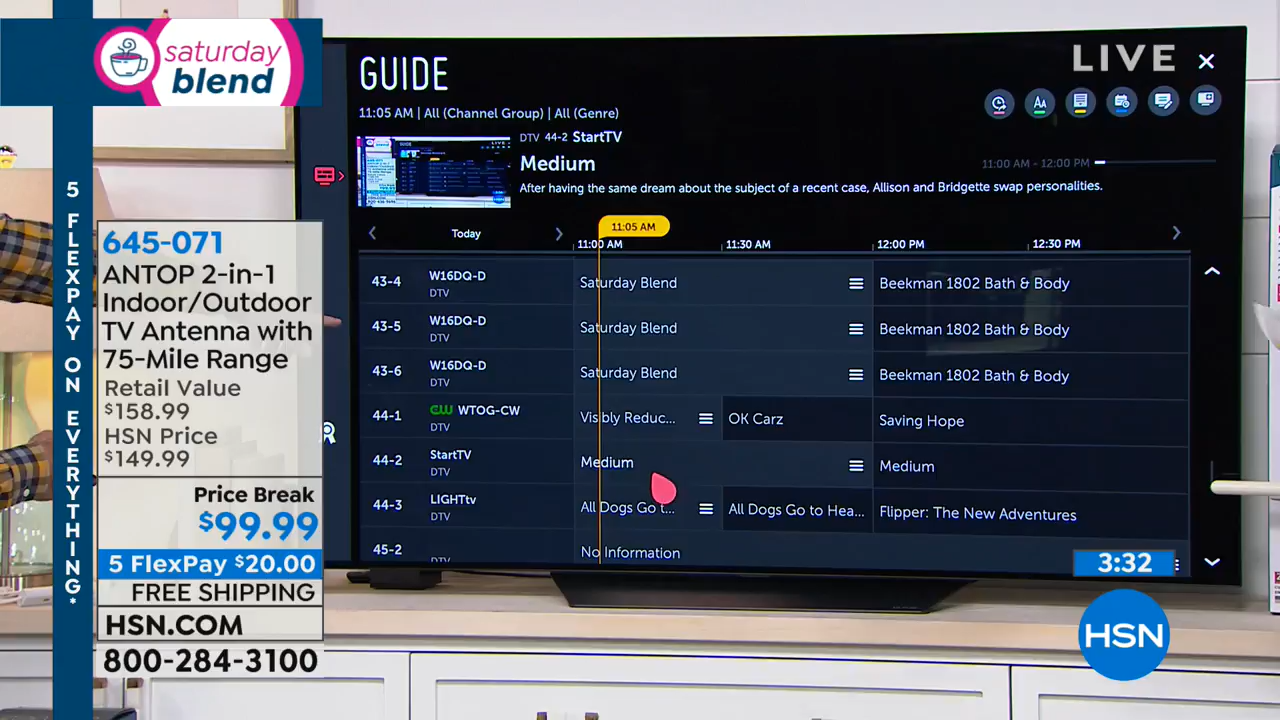 saturday
blend
5 FLEXPAY ON EVERYTHING.*
645-071
ANTOP 2-in-1
Indoor/Outdoor
TV Antenna with
75-Mile Range
Retail Value
$158.99
HSN Price
$149.99
Price Break
$99.99
5 FlexPay $20.00
FREE SHIPPING
HSN.COM
800-284-3100
GUIDE
LIVE
11:05 AM | All (Channel Group) | All (Genre)
AA
DTV 44-2 StartTV
Medium
11:00 AM - 12:00 PM
After having the same dream about the subject of a recent case, Allison and Bridgette swap personalities.
11:05 AM
Today
11:00 AM 11:30 AM 12:00 PM 12:30 PM
43-4 W16DQ-D DTV Saturday Blend Beekman 1802 Bath & Body
43-5 W16DQ-D DTV Saturday Blend Beekman 1802 Bath & Body
43-6 W16DQ-D DTV Saturday Blend Beekman 1802 Bath & Body
44-1 CW WTOG-CW DTV Visibly Reduc... OK Carz Saving Hope
44-2 StartTV DTV Medium Medium
44-3 LIGHTtv DTV All Dogs Go t... All Dogs Go to Hea... Flipper: The New Adventures
45-2 DTV No Information
3:32
HSN